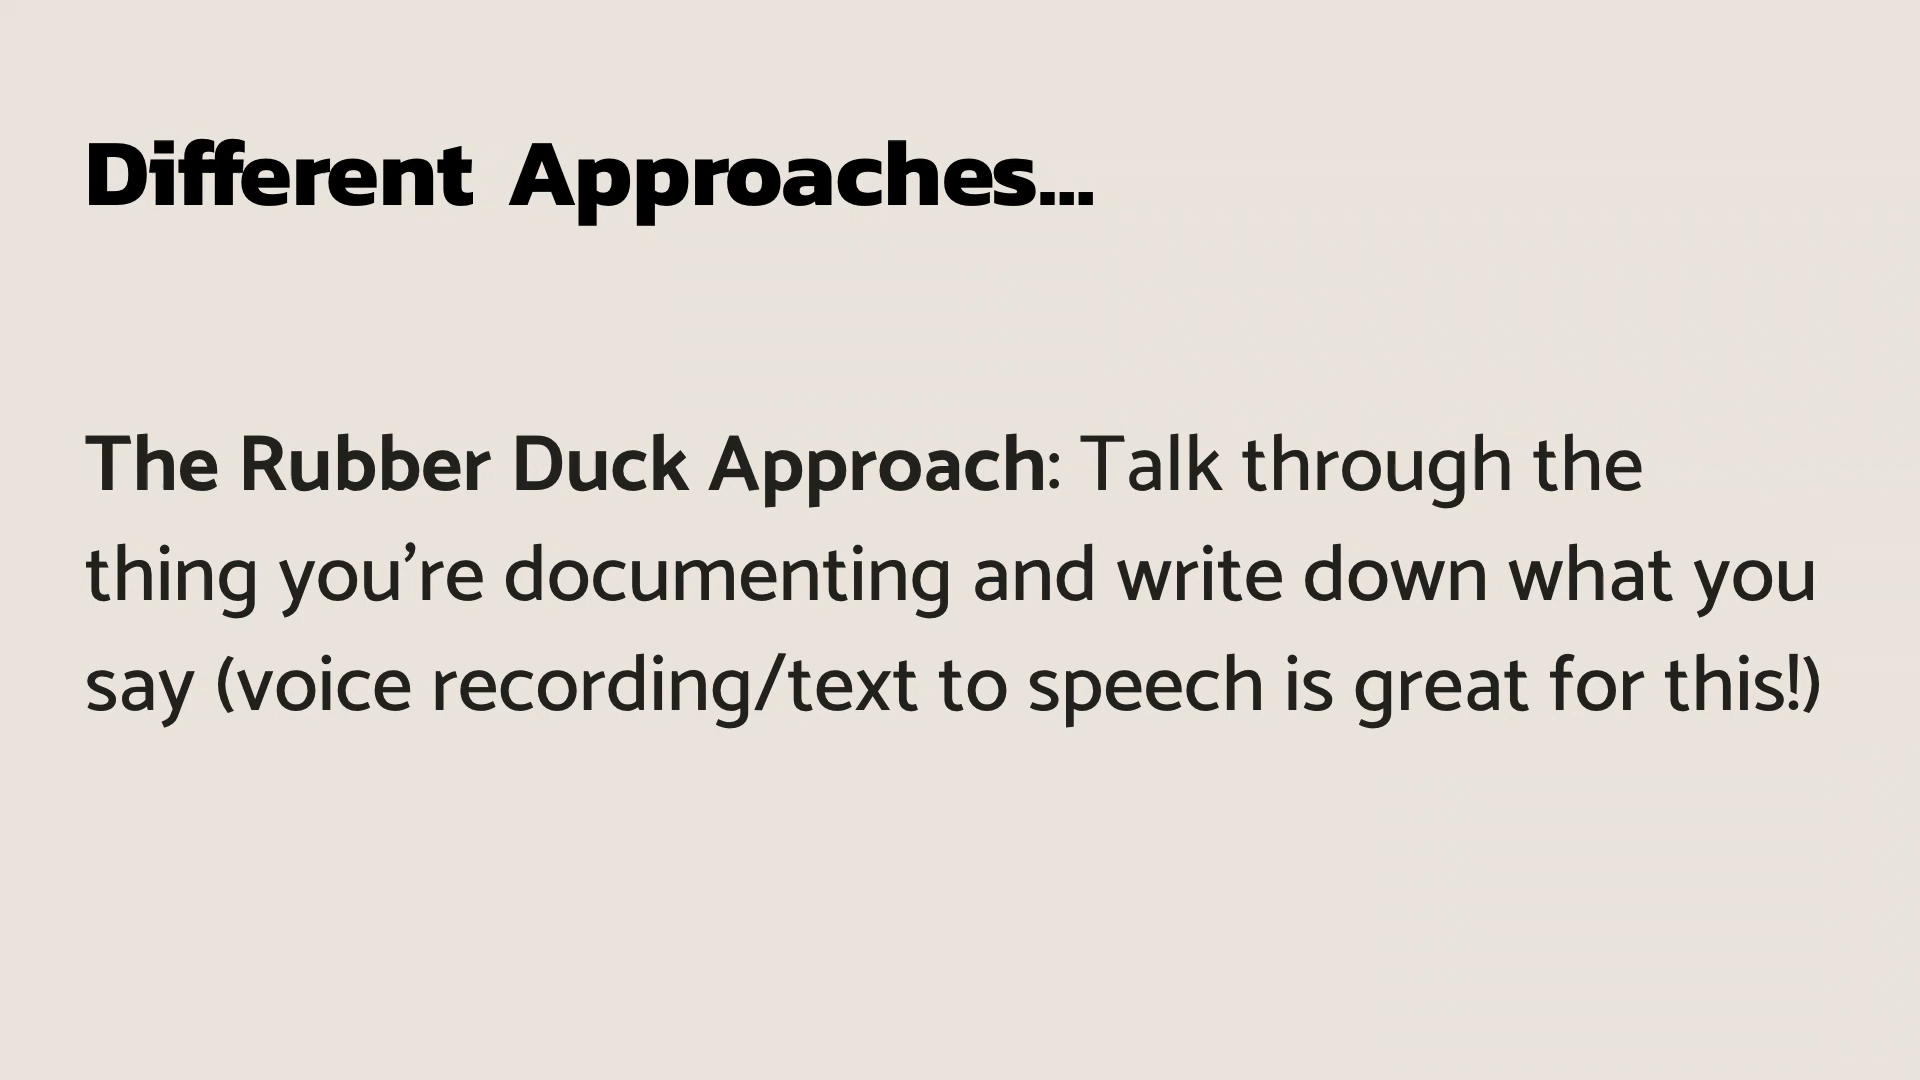 Different Approaches...
The Rubber Duck Approach: Talk through the
thing you’re documenting and write down what you
say (voice recording/text to speech is great for this!)